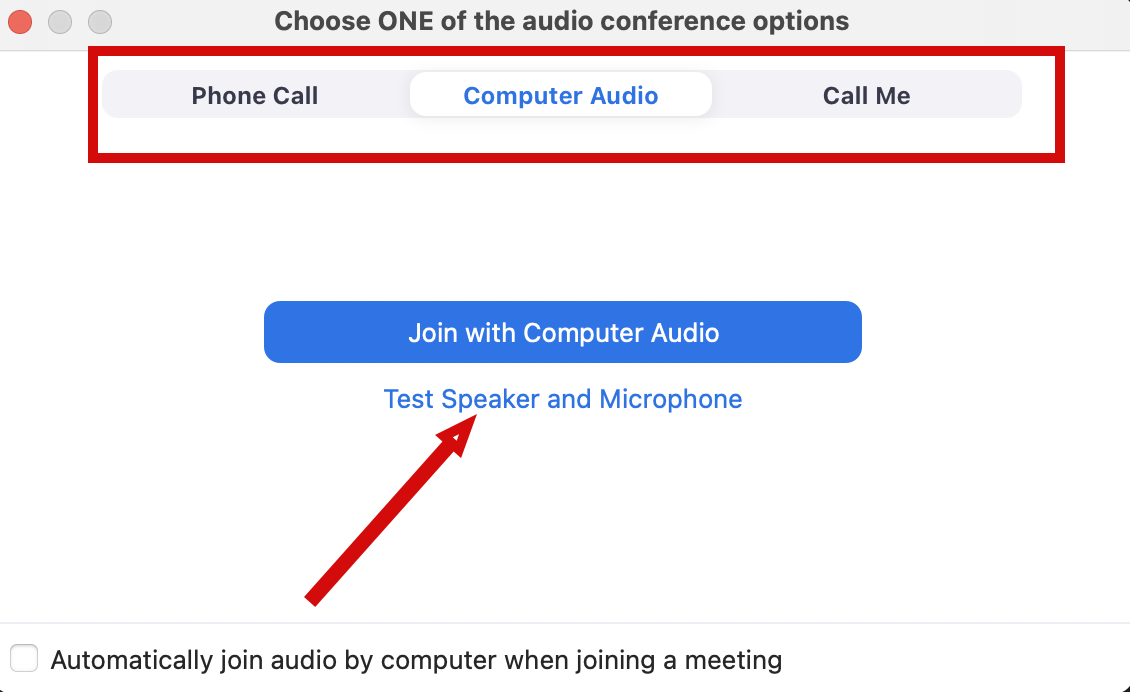 Choose ONE of the audio conference options
Phone Call Computer Audio Call Me
Join with Computer Audio
Test Speaker and Microphone
Automatically join audio by computer when joining a meeting